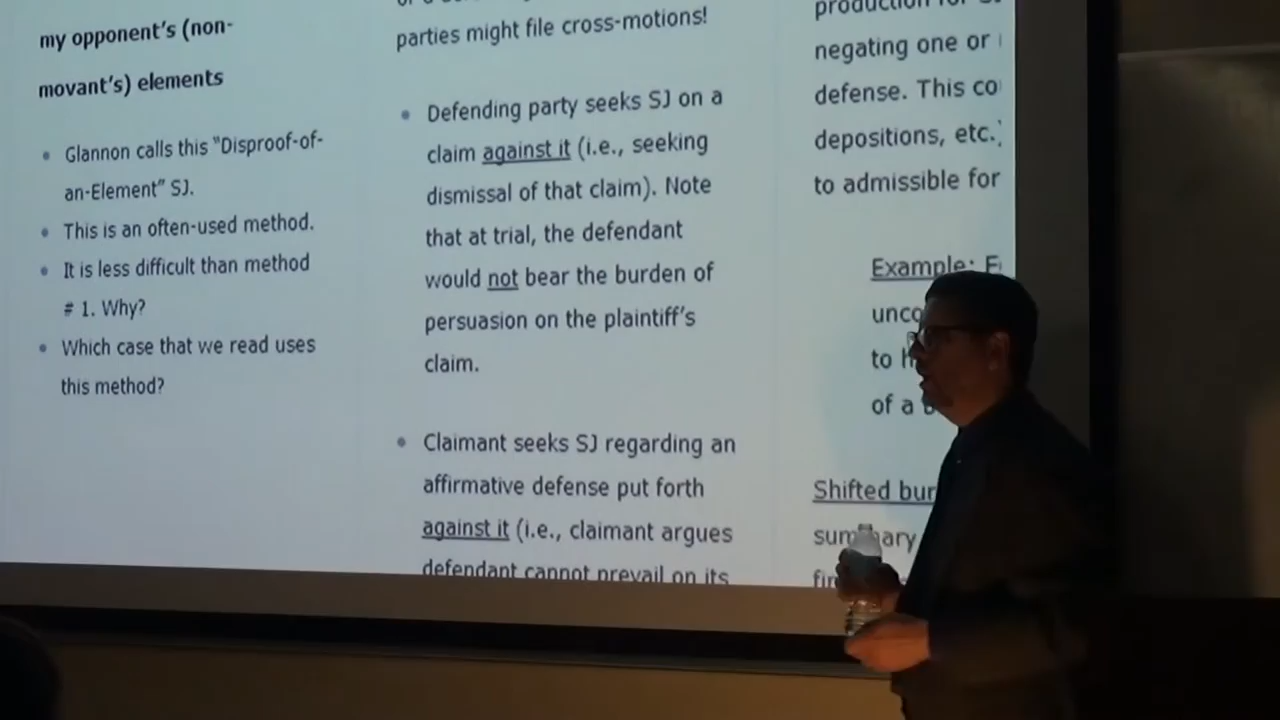 my opponent's (non-
movant's) elements
Glannon calls this "Disproof-of-
an-Element" SJ.
This is an often-used method.
It is less difficult than method
# 1. Why?
Which case that we read uses
this method?
parties might file cross-motions!
Defending party seeks SJ on a
claim against it (i.e., seeking
dismissal of that claim). Note
that at trial, the defendant
would not bear the burden of
persuasion on the plaintiff's
claim.
Claimant seeks SJ regarding an
affirmative defense put forth
against it (i.e., claimant argues
defendant cannot prevail on its
production for
negating one or
defense. This co
depositions, etc.
to admissible for
Example:
unco
to
of a
Shifted bur